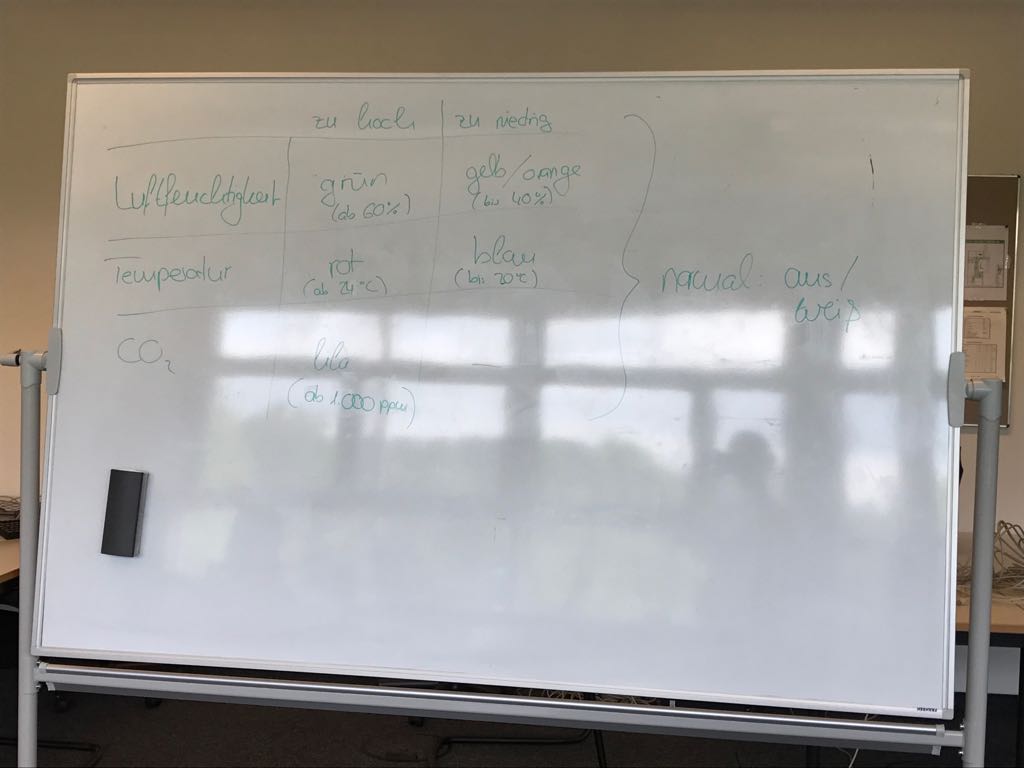 zu hoch zu niedrig
Luftfeuchtigkeit grün gelb/orange
(ab 60%) (bis 40%)
Temperatur rot blau
(ab 24°C) (bis 20°C)
normal: aus/
weiß
CO₂ lila
(ab 1.000 ppm)